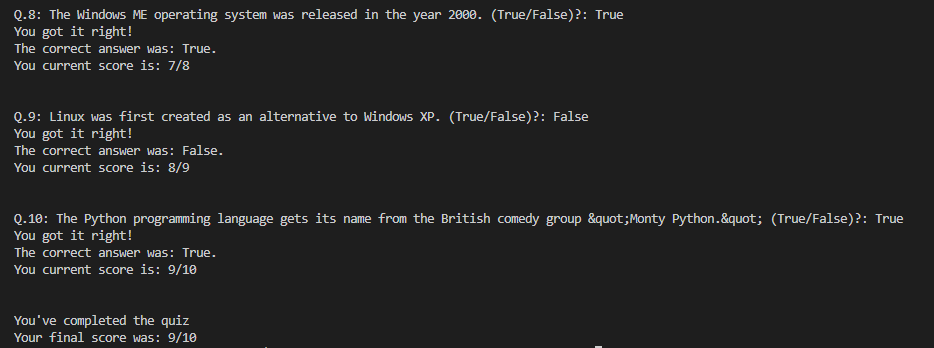 Q.8: The Windows ME operating system was released in the year 2000. (True/False)?: True
You got it right!
The correct answer was: True.
You current score is: 7/8
Q.9: Linux was first created as an alternative to Windows XP. (True/False)?: False
You got it right!
The correct answer was: False.
You current score is: 8/9
Q.10: The Python programming language gets its name from the British comedy group &quot;Monty Python.&quot; (True/False)?: True
You got it right!
The correct answer was: True.
You current score is: 9/10
You've completed the quiz
Your final score was: 9/10